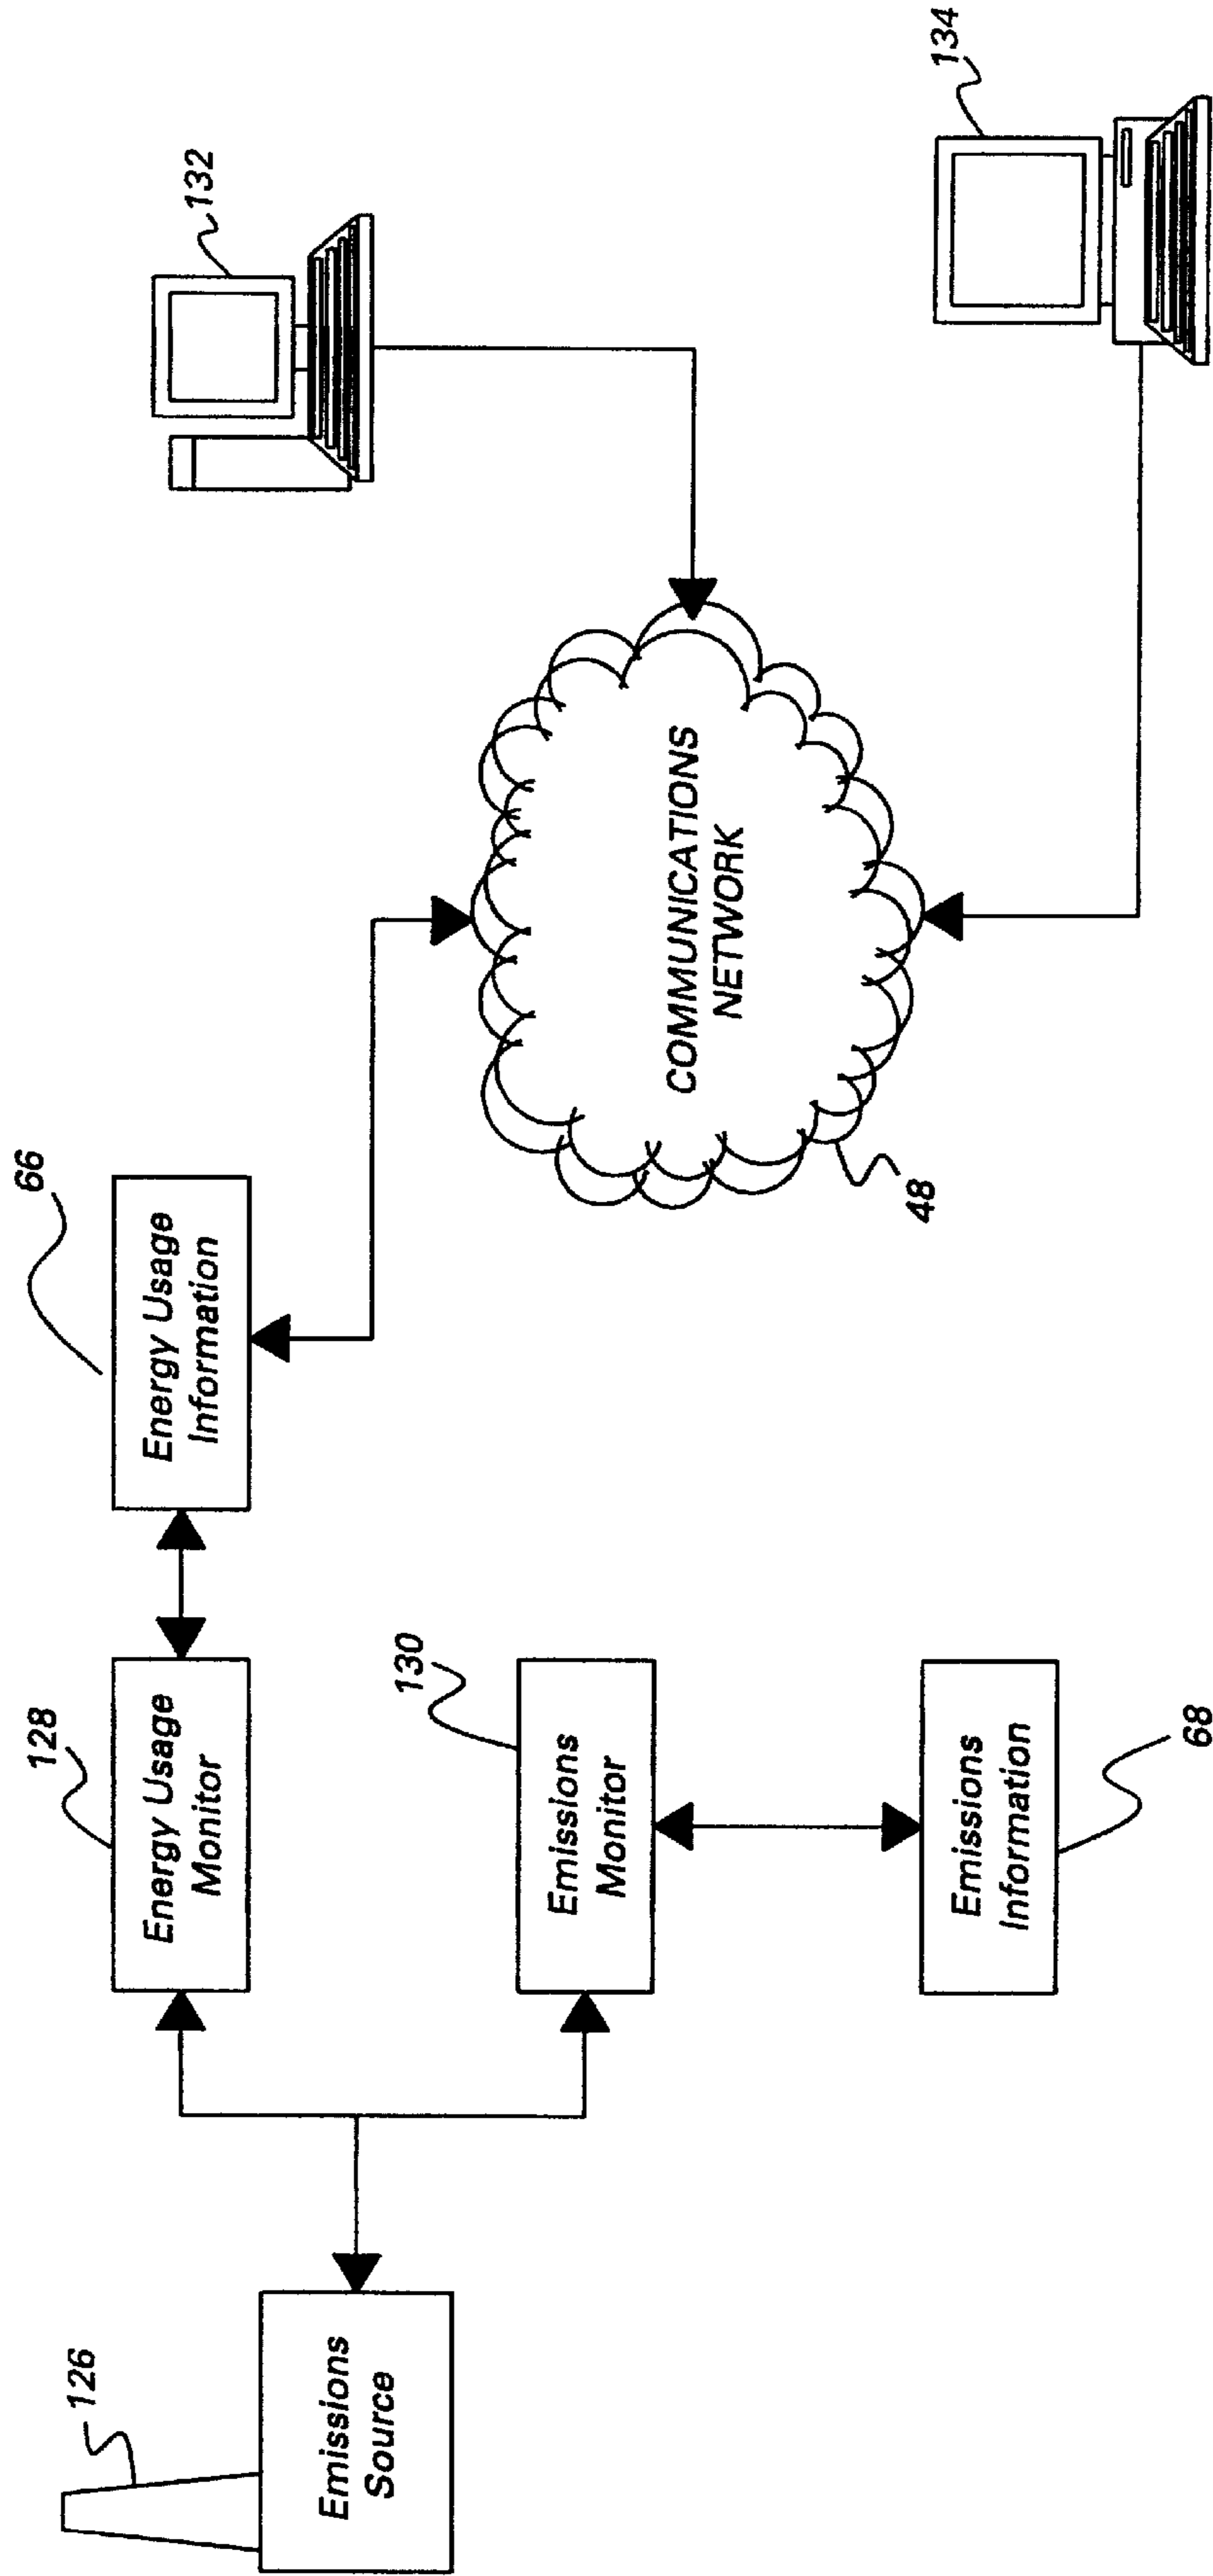 126
Emissions
Source
128
Energy Usage
Monitor
66
Energy Usage
Information
130
Emissions
Monitor
Emissions
Information
68
COMMUNICATIONS
NETWORK
48
132
134